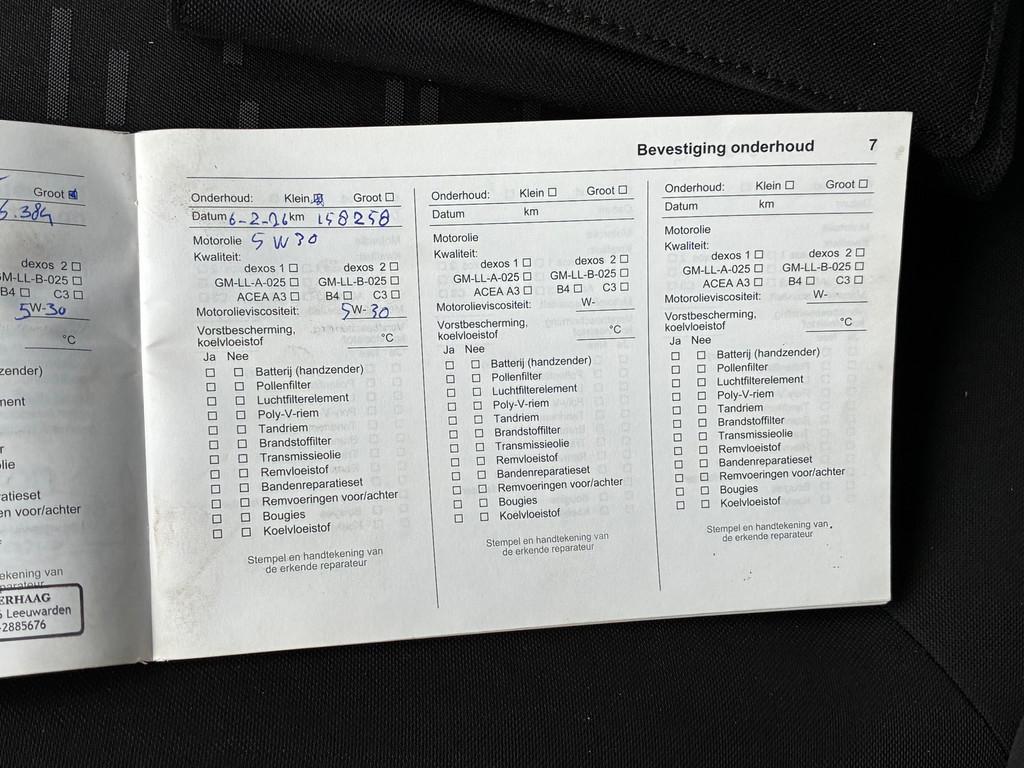 Groot ☒
5.384
dexos 2 ☐
GM-LL-B-025 ☐
B4 ☐ C3 ☐
5W-30
°C
ekening van
ERHAAG
Leeuwarden
-2885676
en voor/achter
Bevestiging onderhoud 7
Onderhoud: Klein ☒ Groot ☐
Datum 6-2-26 km 158258
Motorolie 5W30
Kwaliteit:
dexos 1 ☐ dexos 2 ☐
GM-LL-A-025 ☐ GM-LL-B-025 ☐
ACEA A3 ☐ B4 ☐ C3 ☐
Motorolieviscositeit: 5W-30
Vorstbescherming,
koelvloeistof °C
Ja Nee
☐ ☐ Batterij (handzender)
☐ ☐ Pollenfilter
☐ ☐ Luchtfilterelement
☐ ☐ Poly-V-riem
☐ ☐ Tandriem
☐ ☐ Brandstoffilter
☐ ☐ Transmissieolie
☐ ☐ Remvloeistof
☐ ☐ Bandenreparatieset
☐ ☐ Remvoeringen voor/achter
☐ ☐ Bougies
☐ ☐ Koelvloeistof
Stempel en handtekening van
de erkende reparateur
Onderhoud: Klein ☐ Groot ☐
Datum km
Motorolie
Kwaliteit:
dexos 1 ☐ dexos 2 ☐
GM-LL-A-025 ☐ GM-LL-B-025 ☐
ACEA A3 ☐ B4 ☐ C3 ☐
Motorolieviscositeit: W-
Vorstbescherming,
koelvloeistof °C
Ja Nee
☐ ☐ Batterij (handzender)
☐ ☐ Pollenfilter
☐ ☐ Luchtfilterelement
☐ ☐ Poly-V-riem
☐ ☐ Tandriem
☐ ☐ Brandstoffilter
☐ ☐ Transmissieolie
☐ ☐ Remvloeistof
☐ ☐ Bandenreparatieset
☐ ☐ Remvoeringen voor/achter
☐ ☐ Bougies
☐ ☐ Koelvloeistof
Stempel en handtekening van
de erkende reparateur
Onderhoud: Klein ☐ Groot ☐
Datum km
Motorolie
Kwaliteit:
dexos 1 ☐ dexos 2 ☐
GM-LL-A-025 ☐ GM-LL-B-025 ☐
ACEA A3 ☐ B4 ☐ C3 ☐
Motorolieviscositeit: W-
Vorstbescherming,
koelvloeistof °C
Ja Nee
☐ ☐ Batterij (handzender)
☐ ☐ Pollenfilter
☐ ☐ Luchtfilterelement
☐ ☐ Poly-V-riem
☐ ☐ Tandriem
☐ ☐ Brandstoffilter
☐ ☐ Transmissieolie
☐ ☐ Remvloeistof
☐ ☐ Bandenreparatieset
☐ ☐ Remvoeringen voor/achter
☐ ☐ Bougies
☐ ☐ Koelvloeistof
Stempel en handtekening van
de erkende reparateur